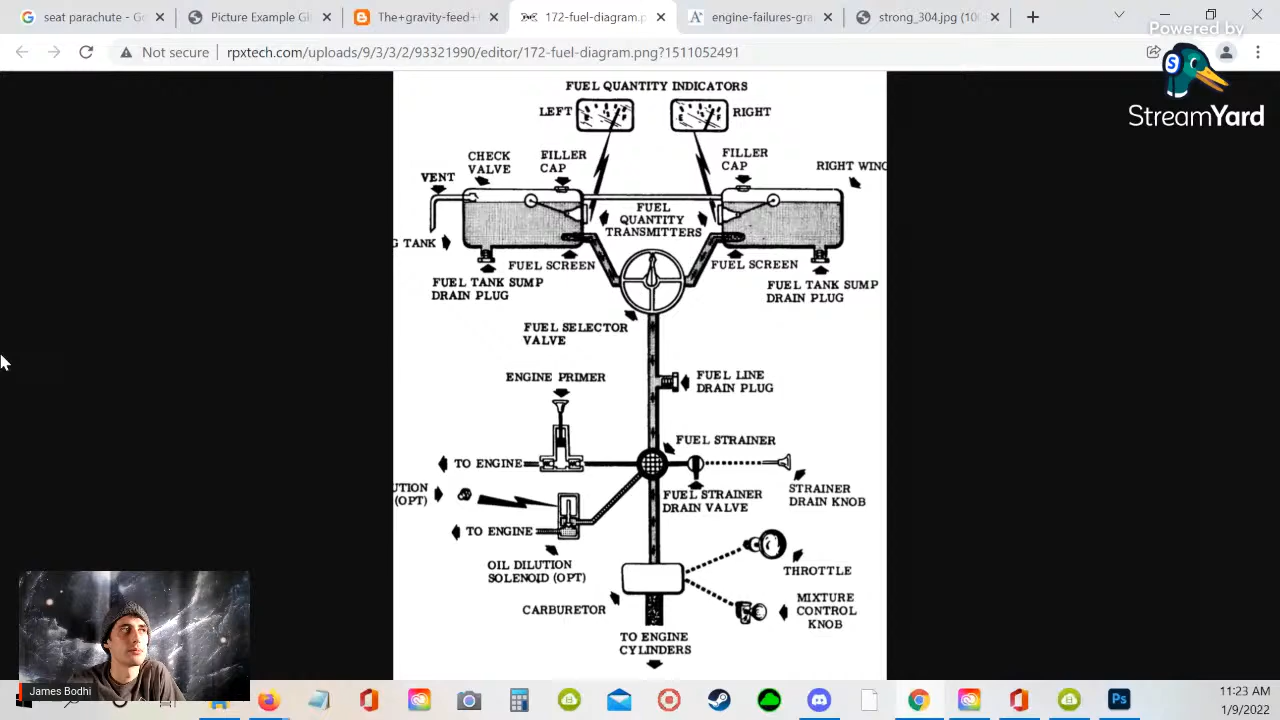 seat parachute - Go
Picture Example Gl
The+gravity-feed+f
172-fuel-diagram.p
engine-failures-gra
strong_304.jpg (10
Not secure
rpxtech.com/uploads/9/3/3/2/93321990/editor/172-fuel-diagram.png?1511052491
Powered by
StreamYard
FUEL QUANTITY INDICATORS
LEFT
RIGHT
CHECK
VALVE
FILLER
CAP
FILLER
CAP
RIGHT WING
VENT
FUEL
QUANTITY
TRANSMITTERS
G TANK
FUEL SCREEN
FUEL SCREEN
FUEL TANK SUMP
DRAIN PLUG
FUEL TANK SUMP
DRAIN PLUG
FUEL SELECTOR
VALVE
ENGINE PRIMER
FUEL LINE
DRAIN PLUG
FUEL STRAINER
TO ENGINE
UTION
(OPT)
FUEL STRAINER
DRAIN VALVE
STRAINER
DRAIN KNOB
TO ENGINE
OIL DILUTION
SOLENOID (OPT)
THROTTLE
CARBURETOR
MIXTURE
CONTROL
KNOB
TO ENGINE
CYLINDERS
James Bodhi
11:23 AM
1/9/2022